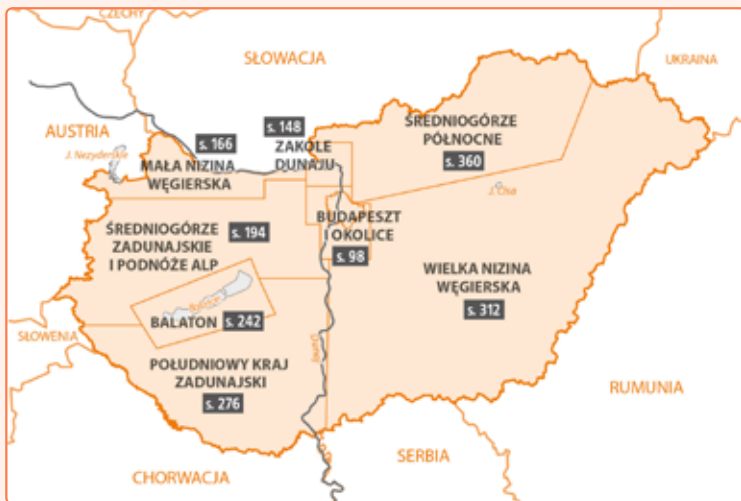 CZECHY
SŁOWACJA
UKRAINA
AUSTRIA
s. 166
s. 148
ZAKOLE
DUNAJU
ŚREDNIOGÓRZE
PÓŁNOCNE
s. 360
J. Nezyderskie
MAŁA NIZINA
WĘGIERSKA
J. Cisa
ŚREDNIOGÓRZE
ZADUNAJSKIE
I PODNÓŻE ALP
s. 194
BUDAPESZT
I OKOLICE
s. 98
WIELKA NIZINA
WĘGIERSKA
s. 312
Balaton
BALATON
s. 242
SŁOWENIA
Dunaj
POŁUDNIOWY KRAJ
ZADUNAJSKI
s. 276
RUMUNIA
SERBIA
CHORWACJA